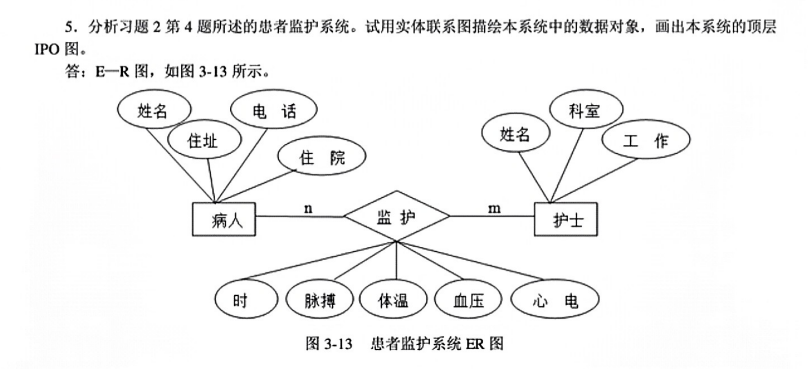 5．分析习题 2 第 4 题所述的患者监护系统。试用实体联系图描绘本系统中的数据对象，画出本系统的顶层
IPO 图。
答：E—R 图，如图 3-13 所示。
姓名
住址
电 话
住 院
姓名
科室
工 作
病人
n
监 护
m
护士
时
脉搏
体温
血压
心 电
图 3-13 患者监护系统 ER 图